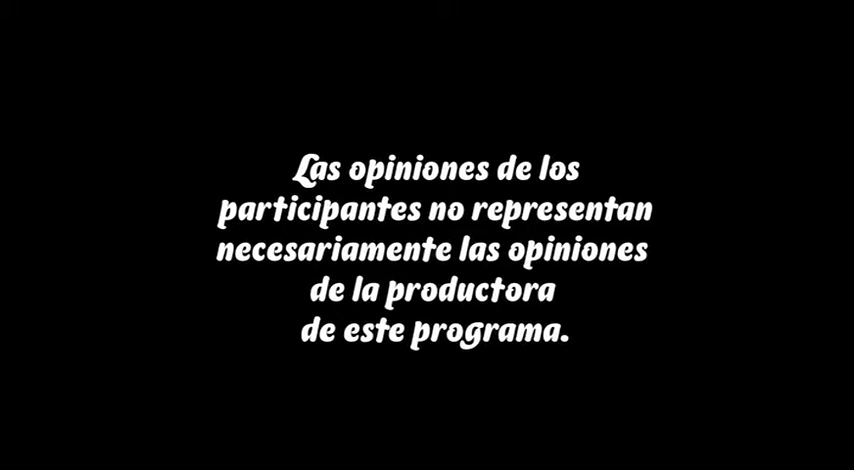 Las opiniones de los
participantes no representan
necesariamente las opiniones
de la productora
de este programa.